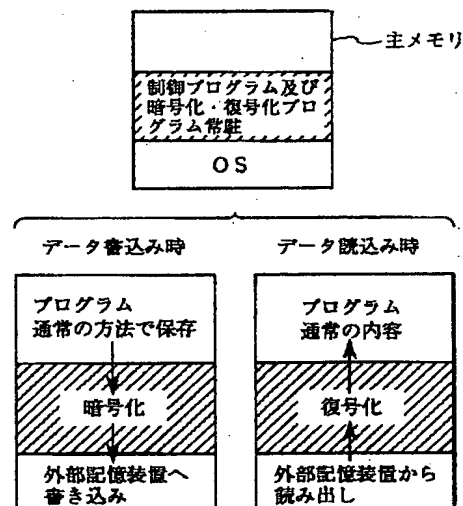 主メモリ
制御プログラム及び
暗号化・復号化プロ
グラム常駐
OS
データ書込み時
データ読込み時
プログラム
通常の方法で保存
暗号化
外部記憶装置へ
書き込み
プログラム
通常の内容
復号化
外部記憶装置から
読み出し